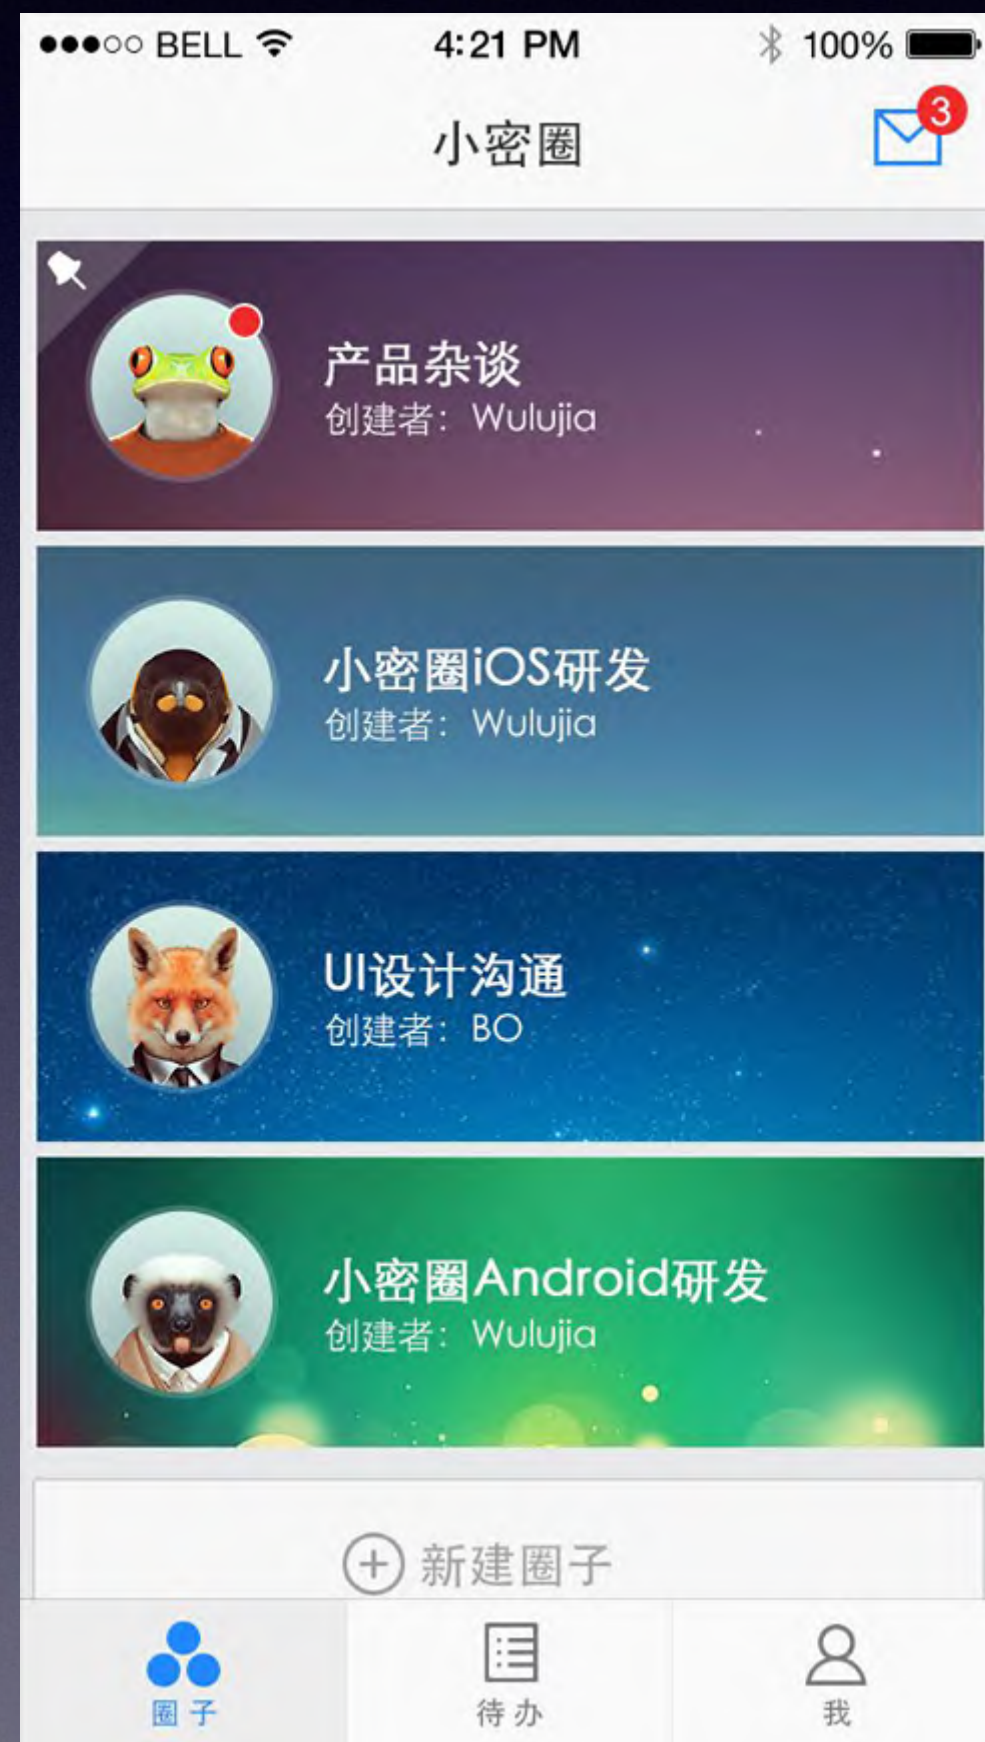 ●●●○○ BELL 4:21 PM 100%
小密圈
3
产品杂谈
创建者：Wulujia
小密圈iOS研发
创建者：Wulujia
UI设计沟通
创建者：BO
小密圈Android研发
创建者：Wulujia
新建圈子
圈子 待办 我